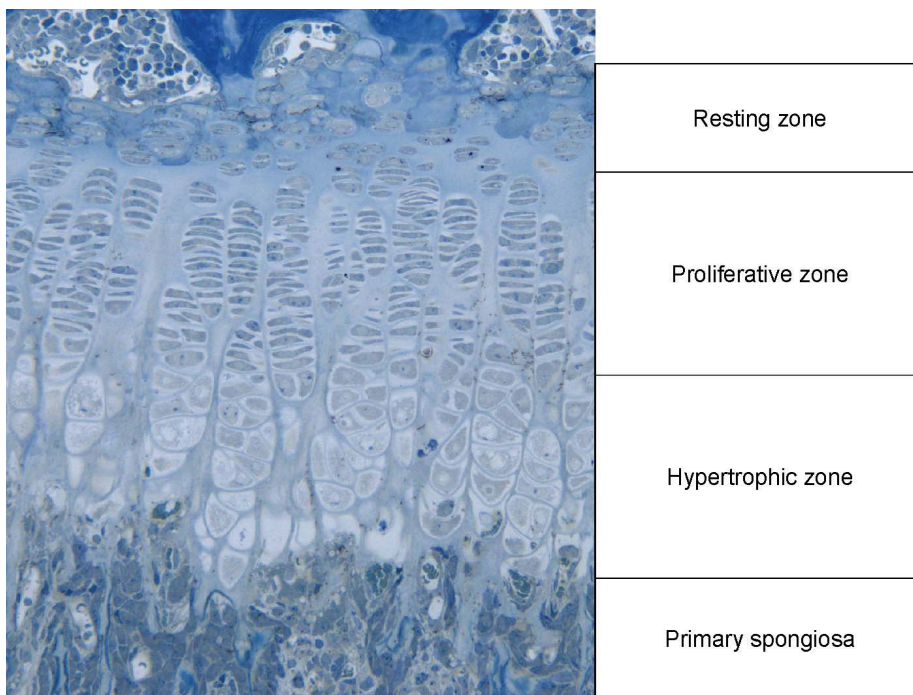 Resting zone
Proliferative zone
Hypertrophic zone
Primary spongiosa